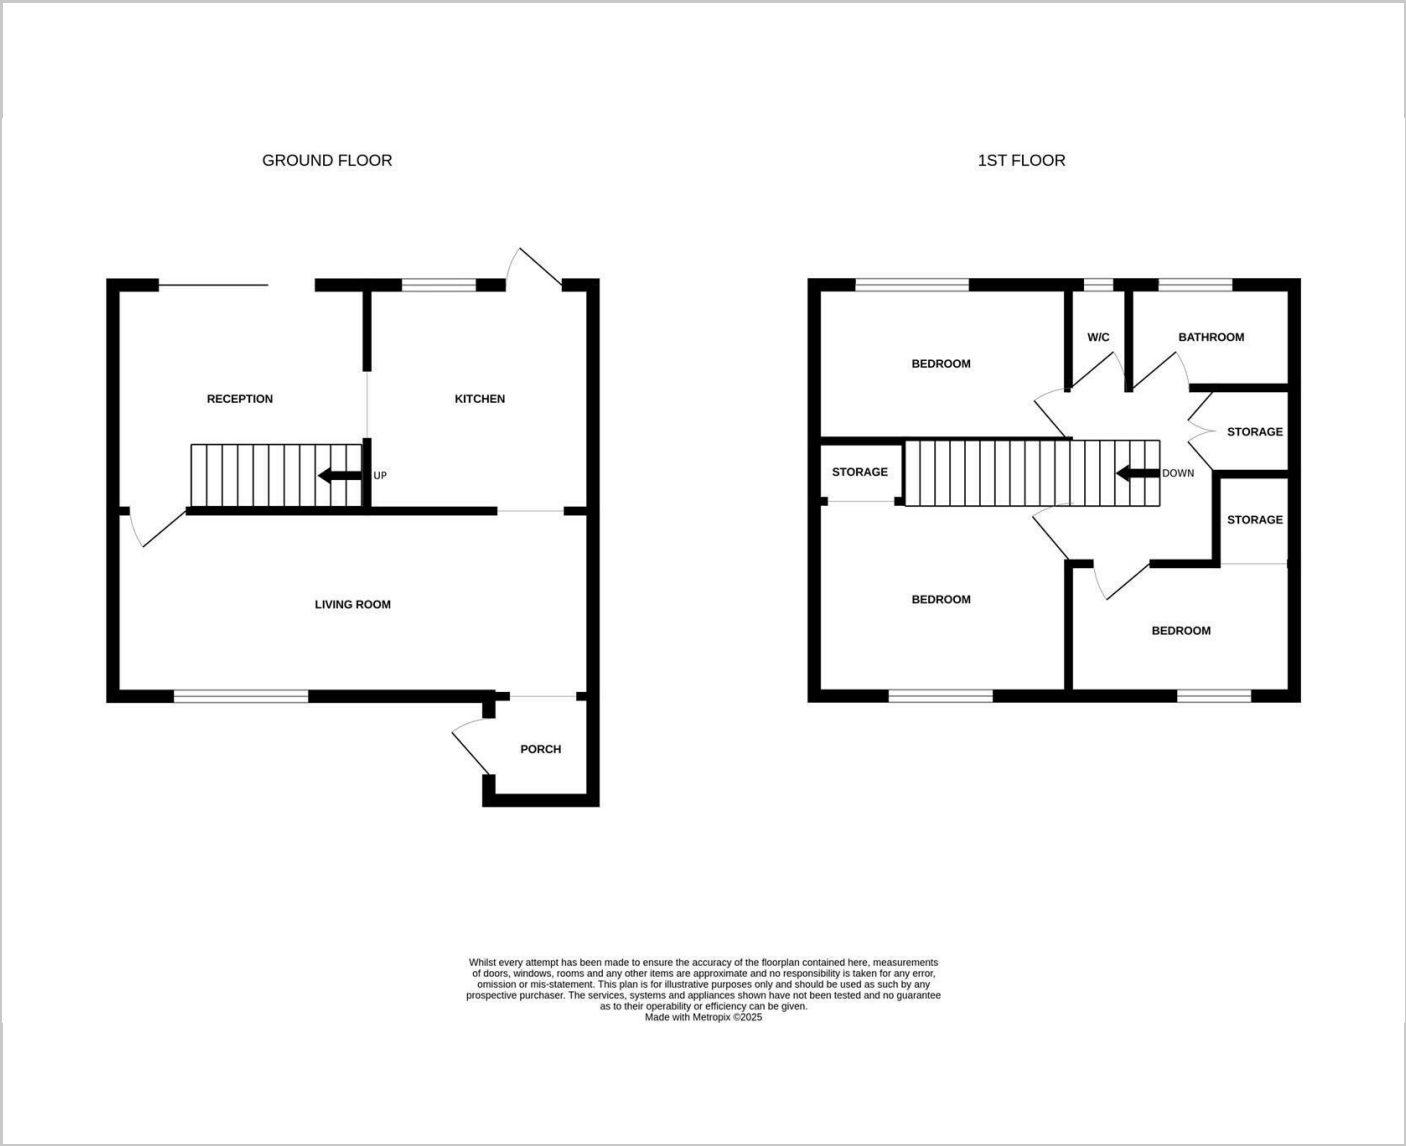 GROUND FLOOR
1ST FLOOR
RECEPTION
KITCHEN
UP
LIVING ROOM
PORCH
BEDROOM
W/C
BATHROOM
STORAGE
STORAGE
DOWN
STORAGE
BEDROOM
BEDROOM
Whilst every attempt has been made to ensure the accuracy of the floorplan contained here, measurements
of doors, windows, rooms and any other items are approximate and no responsibility is taken for any error,
omission or mis-statement. This plan is for illustrative purposes only and should be used as such by any
prospective purchaser. The services, systems and appliances shown have not been tested and no guarantee
as to their operability or efficiency can be given.
Made with Metropix ©2025